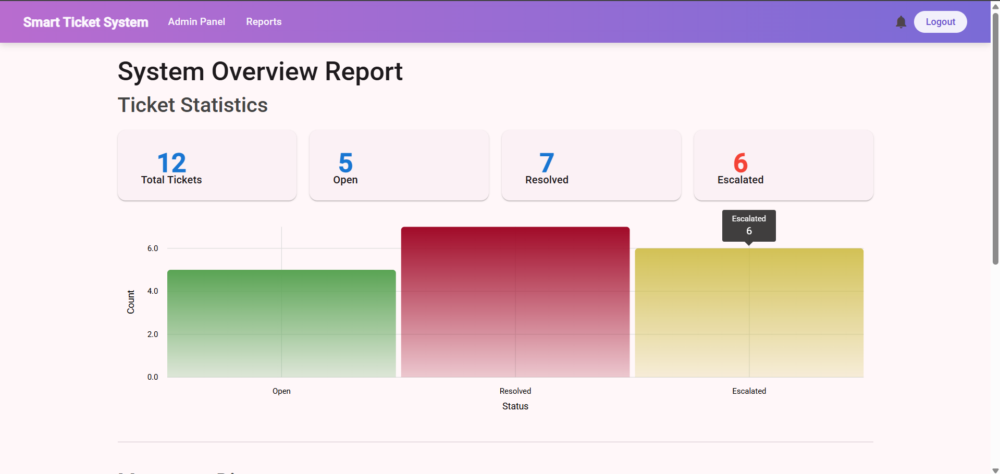 Smart Ticket System Admin Panel Reports Logout
System Overview Report
Ticket Statistics
12 5 7 6
Total Tickets Open Resolved Escalated
Escalated
6
6.0
4.0
2.0
0.0
Count
Open Resolved Escalated
Status